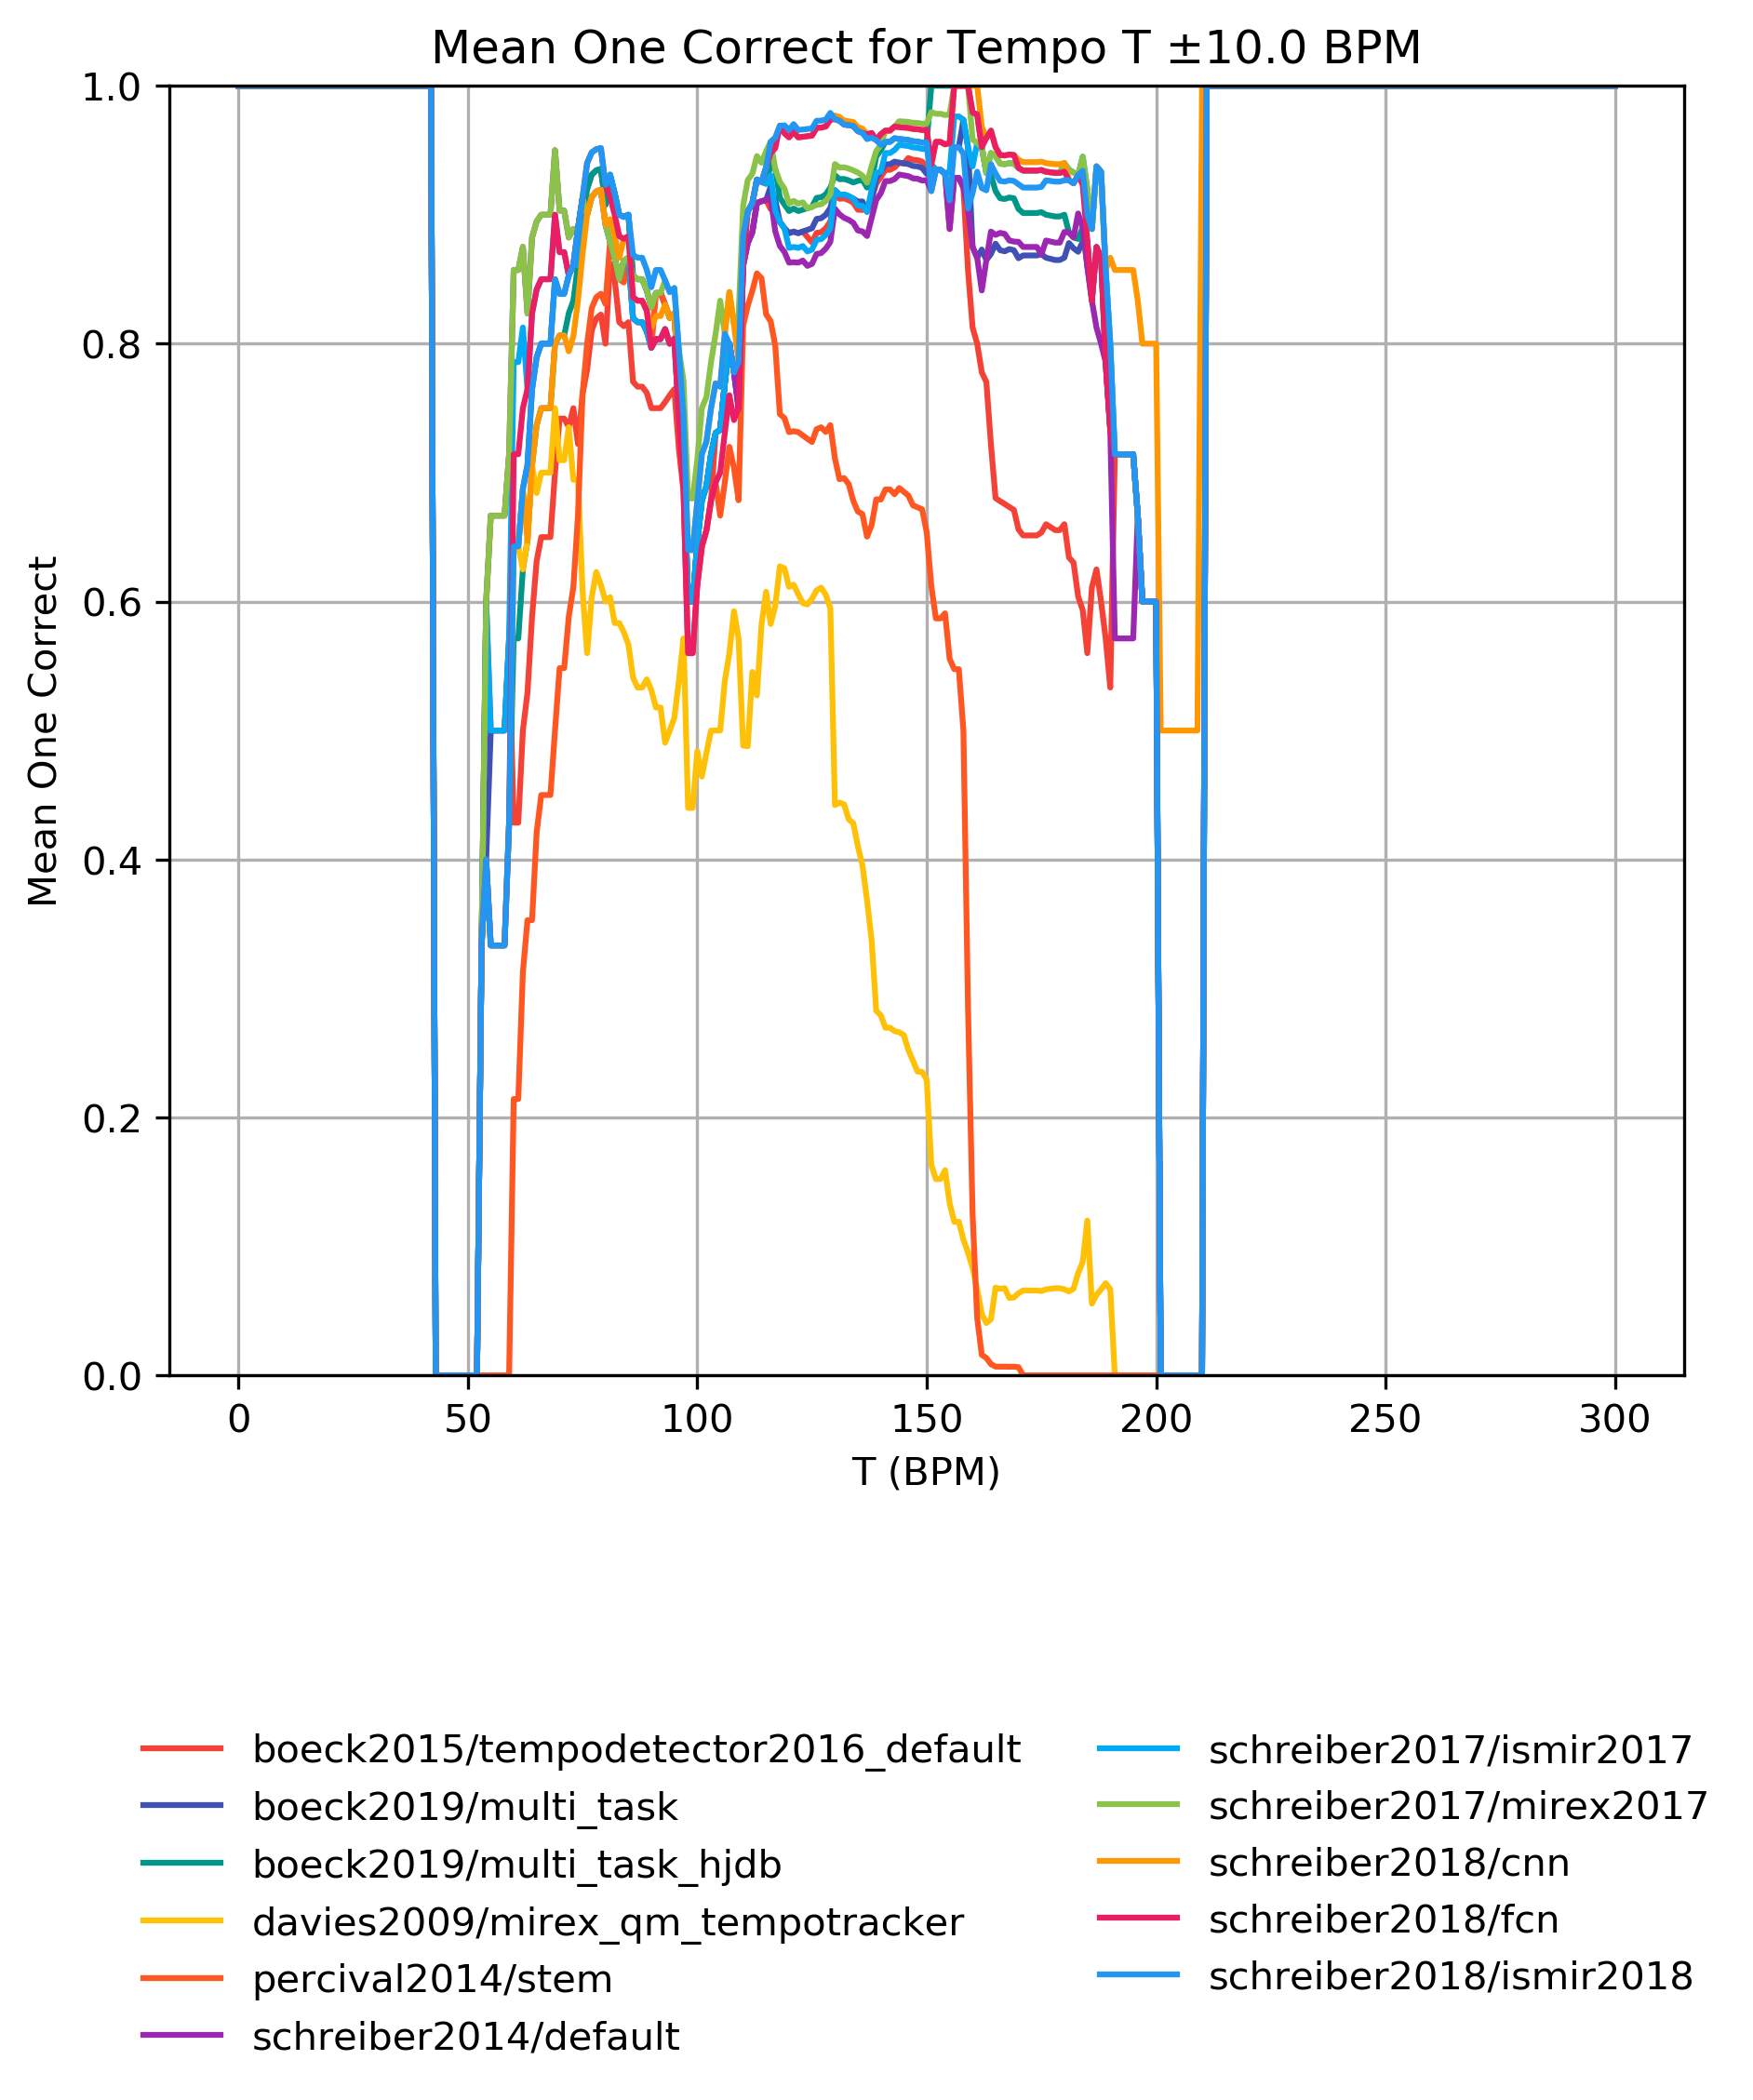 Mean One Correct for Tempo T ±10.0 BPM
1.0
0.8
0.6
0.4
0.2
0.0
Mean One Correct
0 50 100 150 200 250 300
T (BPM)
boeck2015/tempodetector2016_default
boeck2019/multi_task
boeck2019/multi_task_hjdb
davies2009/mirex_qm_tempotracker
percival2014/stem
schreiber2014/default
schreiber2017/ismir2017
schreiber2017/mirex2017
schreiber2018/cnn
schreiber2018/fcn
schreiber2018/ismir2018